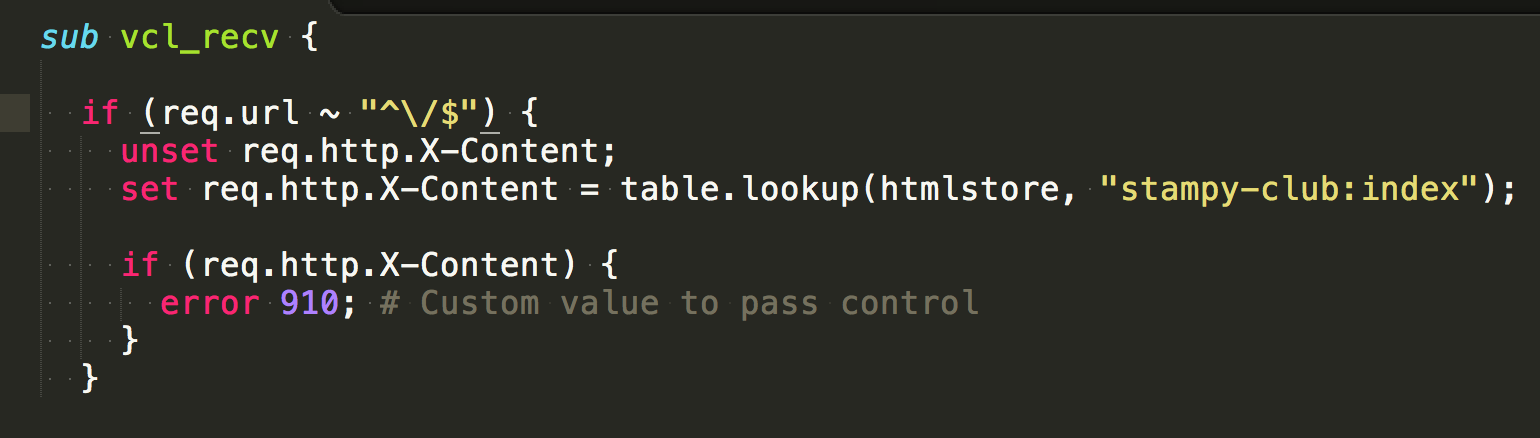 sub vcl_recv {
if (req.url ~ "^\/$") {
unset req.http.X-Content;
set req.http.X-Content = table.lookup(htmlstore, "stampy-club:index");
if (req.http.X-Content) {
error 910; # Custom value to pass control
}
}